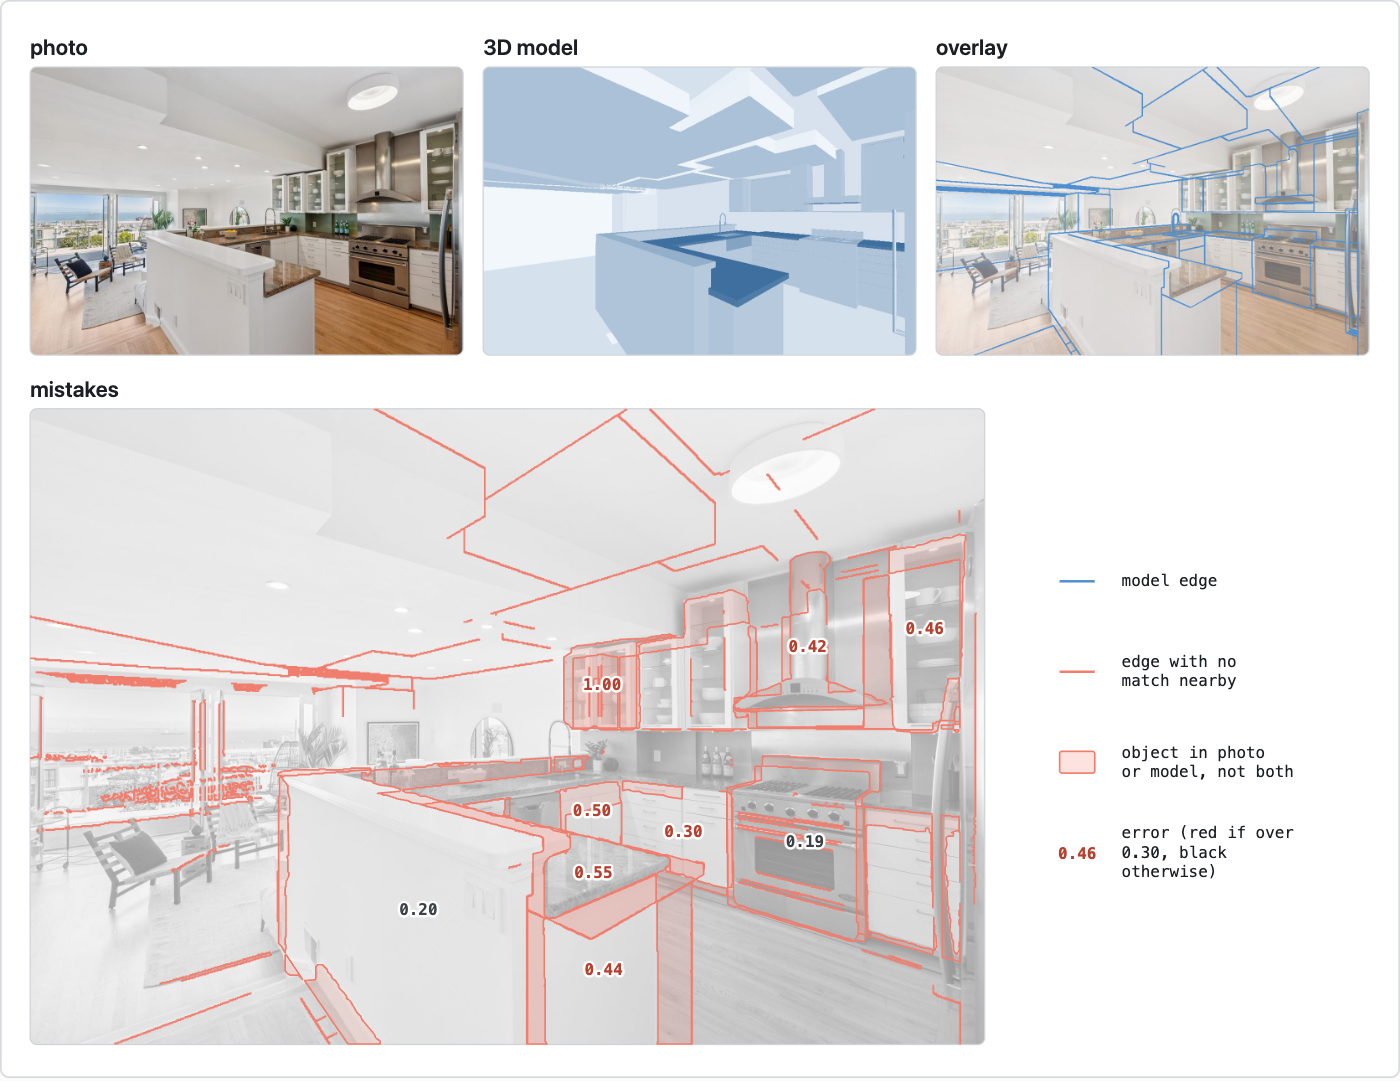 photo
3D model
overlay
mistakes
1.00
0.42
0.46
0.50
0.30
0.19
0.55
0.20
0.44
model edge
edge with no
match nearby
object in photo
or model, not both
0.46
error (red if over
0.30, black
otherwise)